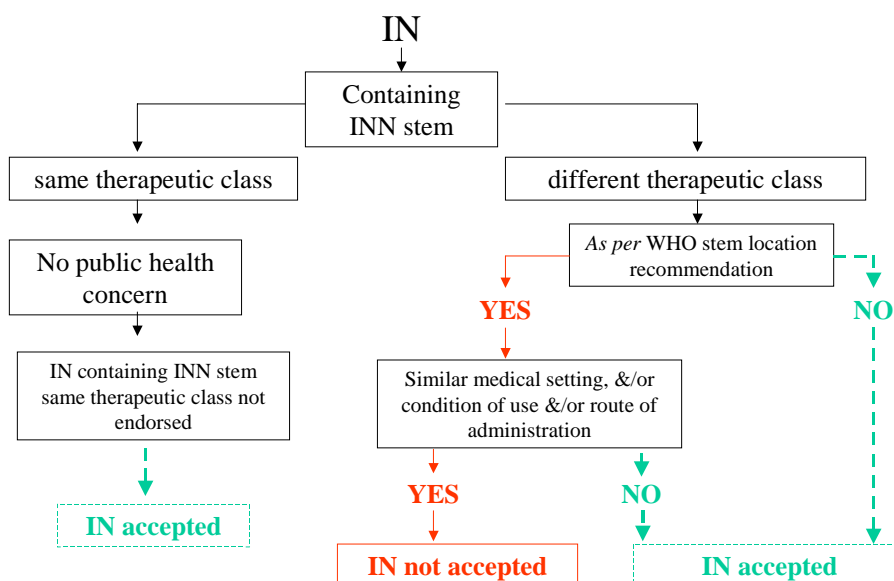 IN
Containing
INN stem
same therapeutic class
different therapeutic class
No public health
concern
As per WHO stem location
recommendation
YES
NO
IN containing INN stem
same therapeutic class not
endorsed
Similar medical setting, &/or
condition of use &/or route of
administration
YES
NO
IN accepted
IN not accepted
IN accepted